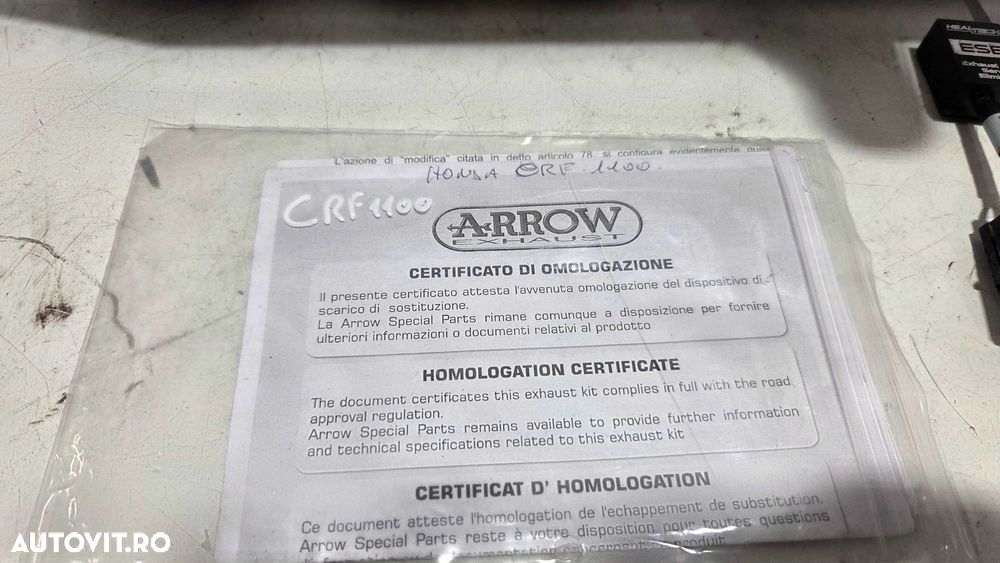 HEALTECH
ESE
Exhaust
L'azione di "modifica" citata in detto articolo 78, si configura evidentemente quale
HONDA CRF 1100.
CRF1100
ARROW
EXHAUST
CERTIFICATO DI OMOLOGAZIONE
Il presente certificato attesta l'avvenuta omologazione del dispositivo di
scarico di sostituzione.
La Arrow Special Parts rimane comunque a disposizione per fornire
ulteriori informazioni o documenti relativi al prodotto
HOMOLOGATION CERTIFICATE
The document certificates this exhaust kit complies in full with the road
approval regulation.
Arrow Special Parts remains available to provide further information
and technical specifications related to this exhaust kit
CERTIFICAT D' HOMOLOGATION
Ce document atteste l'homologation de l'echappement de substitution.
Arrow Special Parts reste à votre disposition pour toutes questions
AUTOVIT.RO